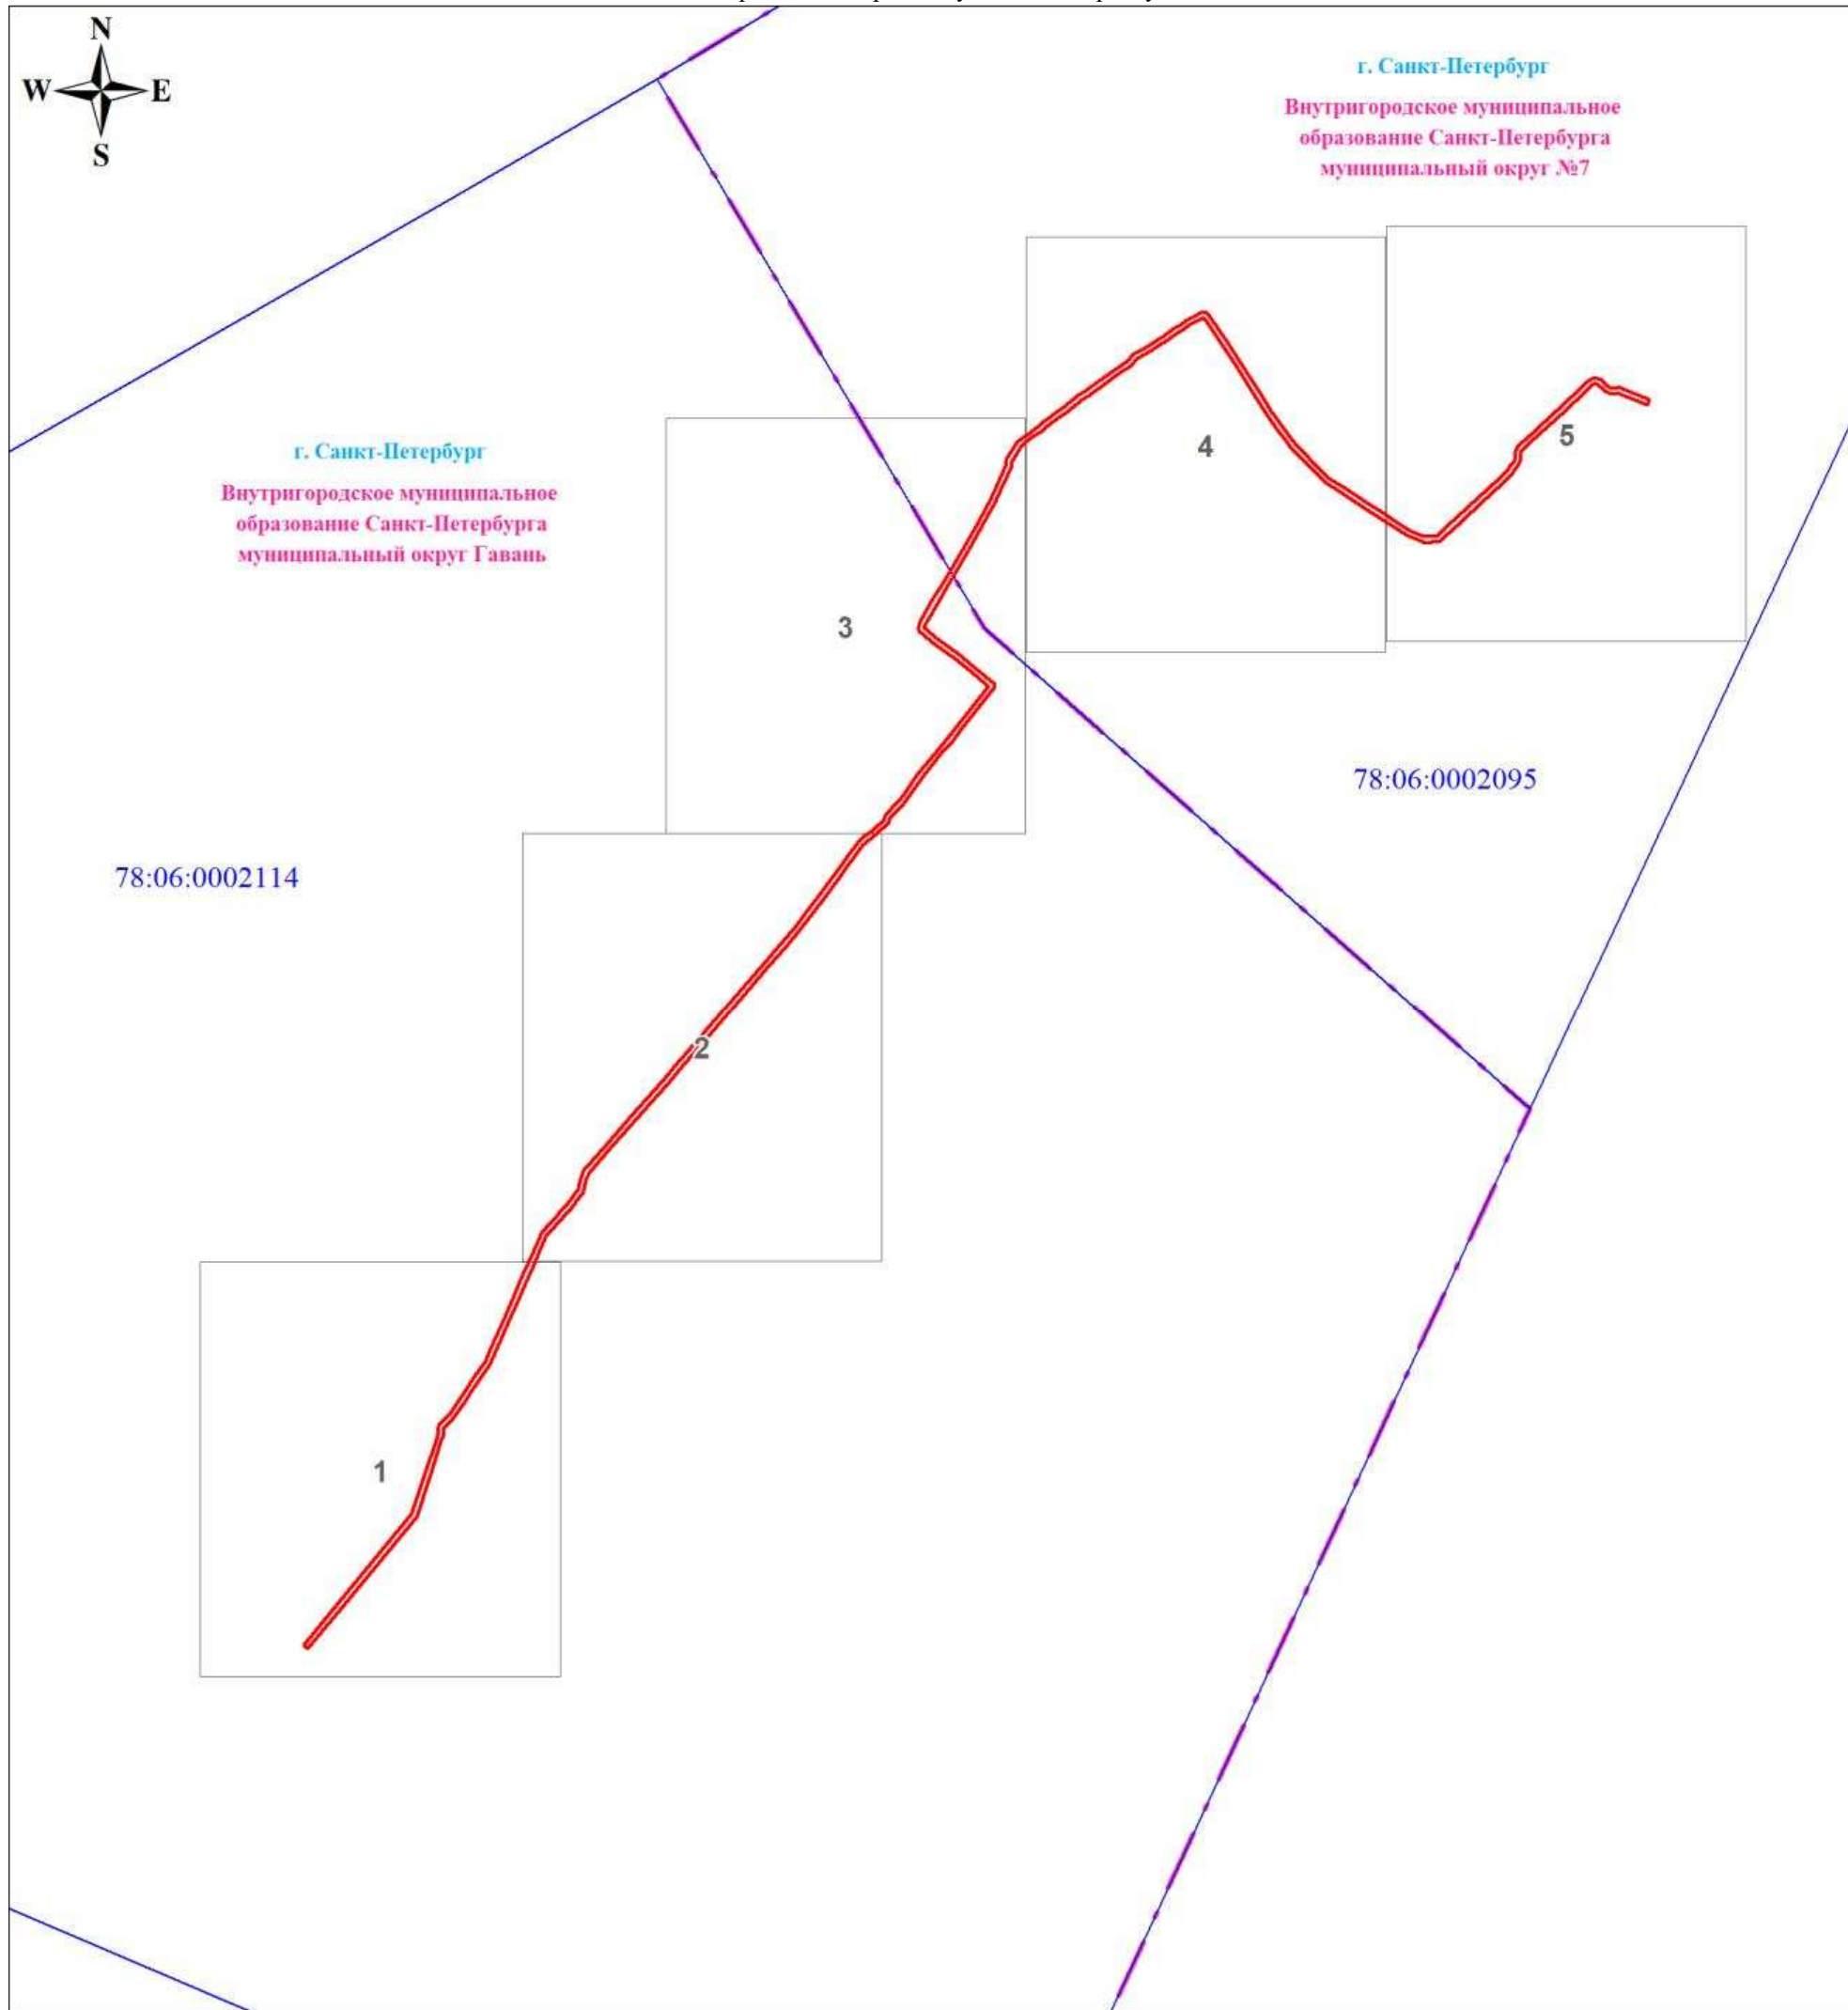 N
W E
S
г. Санкт-Петербург
Внутригородское муниципальное
образование Санкт-Петербурга
муниципальный округ №7
г. Санкт-Петербург
Внутригородское муниципальное
образование Санкт-Петербурга
муниципальный округ Гавань
4
5
3
78:06:0002095
78:06:0002114
2
1